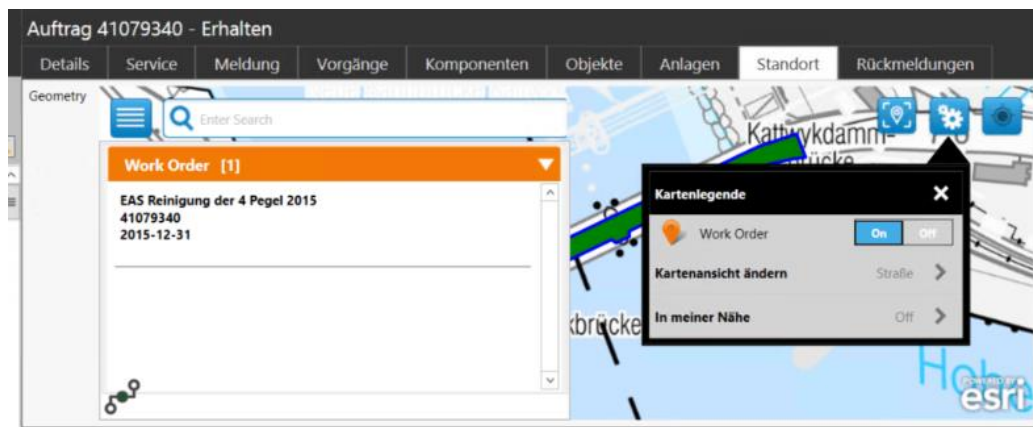 Auftrag 41079340 - Erhalten
Details Service Meldung Vorgänge Komponenten Objekte Anlagen Standort Rückmeldungen
Geometry
Enter Search
Work Order [1]
EAS Reinigung der 4 Pegel 2015
41079340
2015-12-31
Kattwykdamm-
Kartenlegende
Work Order On Off
Kartenansicht ändern Straße
In meiner Nähe Off
POWERED BY
esri